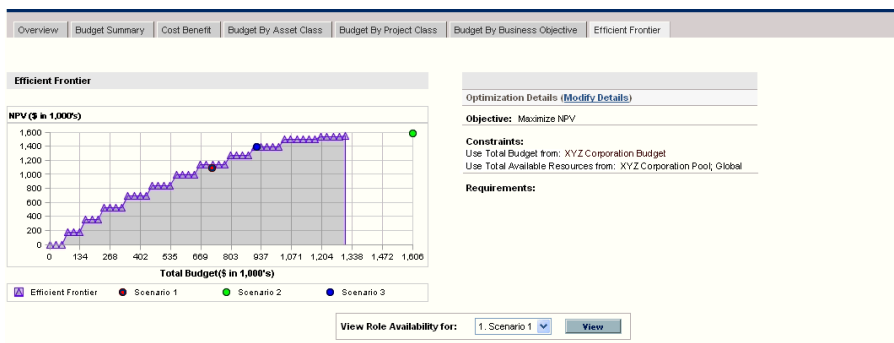 Overview Budget Summary Cost Benefit Budget By Asset Class Budget By Project Class Budget By Business Objective Efficient Frontier
Efficient Frontier
NPV ($ in 1,000's)
1,600
1,400
1,200
1,000
800
600
400
200
0
0 134 268 402 535 669 803 937 1,071 1,204 1,338 1,472 1,606
Total Budget($ in 1,000's)
Efficient Frontier Scenario 1 Scenario 2 Scenario 3
Optimization Details (Modify Details)
Objective: Maximize NPV
Constraints:
Use Total Budget from: XYZ Corporation Budget
Use Total Available Resources from: XYZ Corporation Pool; Global
Requirements:
View Role Availability for: 1. Scenario 1 View